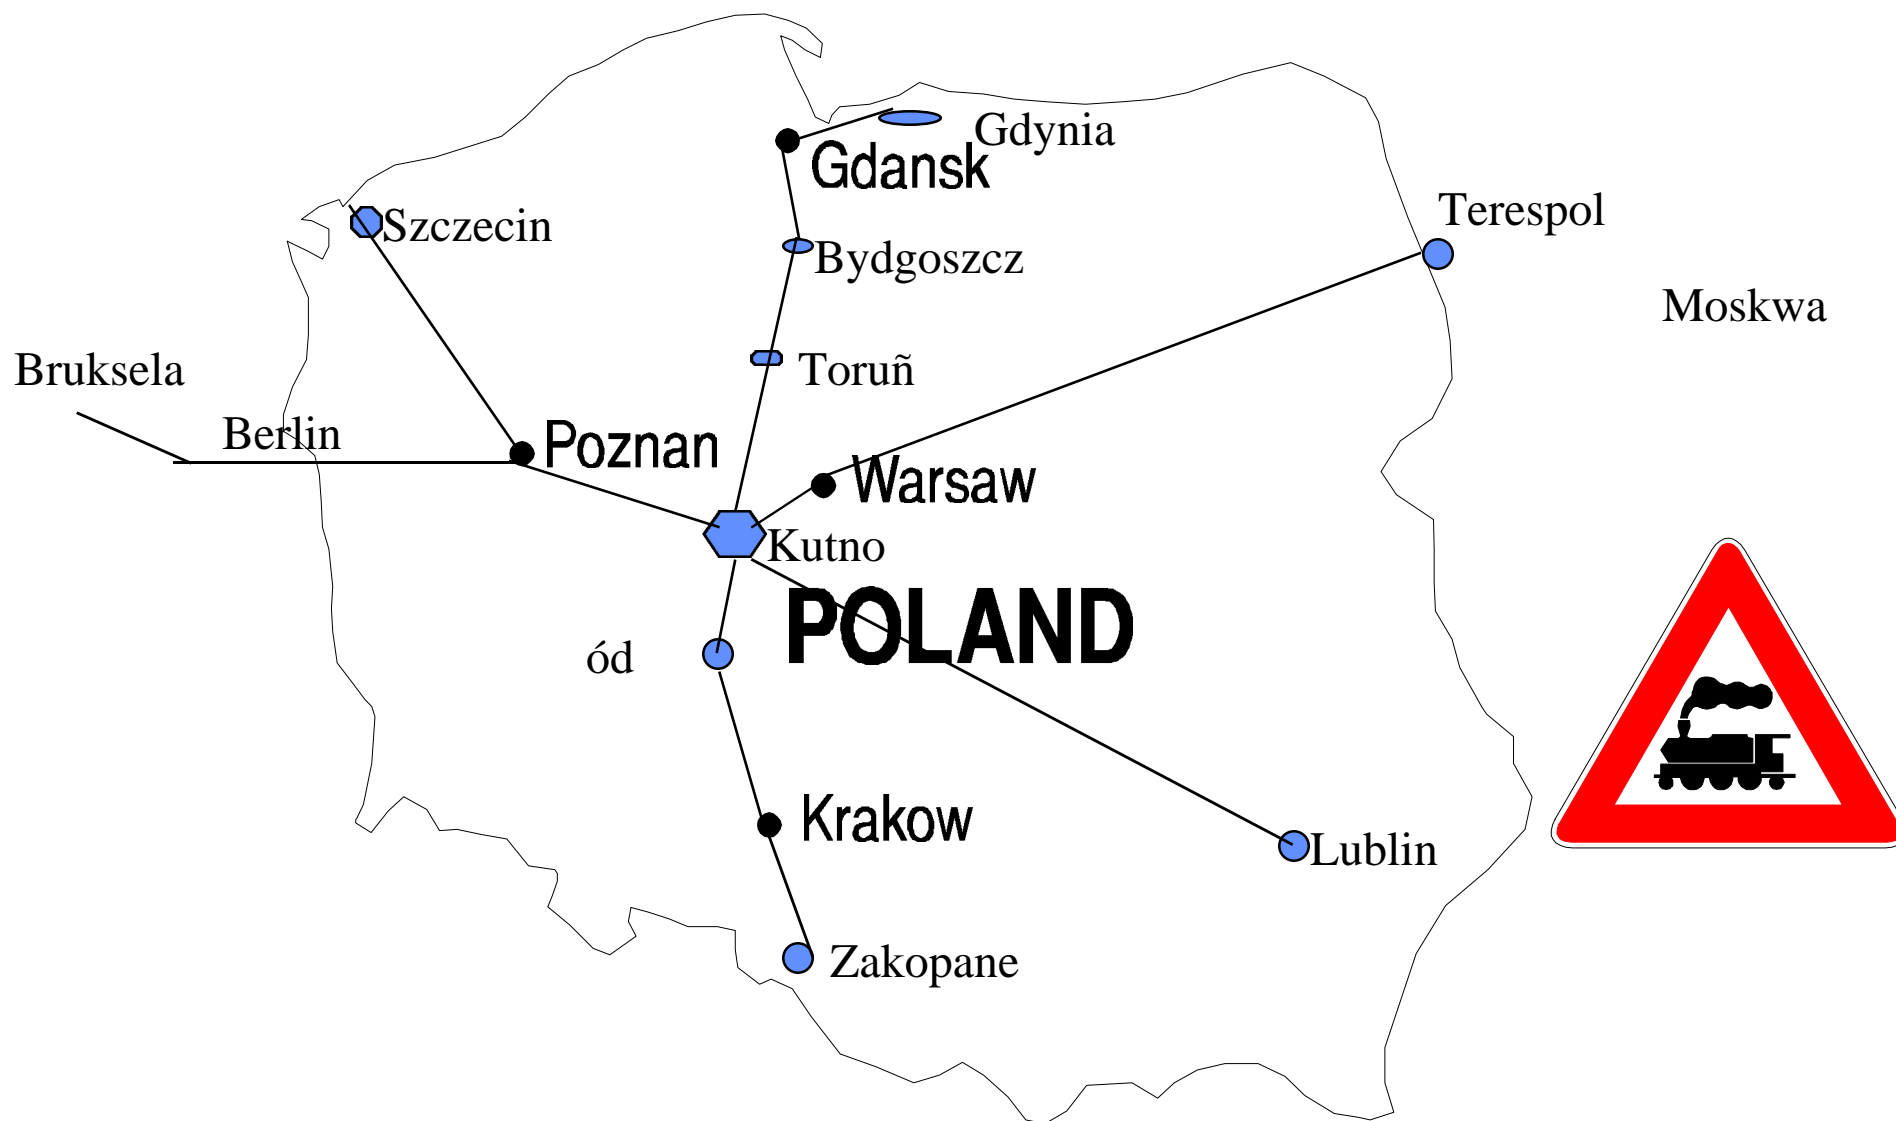 Gdynia
Gdansk
Terespol
Szczecin
Bydgoszcz
Moskwa
Bruksela
Toruñ
Berlin
Poznan
Warsaw
Kutno
POLAND
ód
Krakow
Lublin
Zakopane